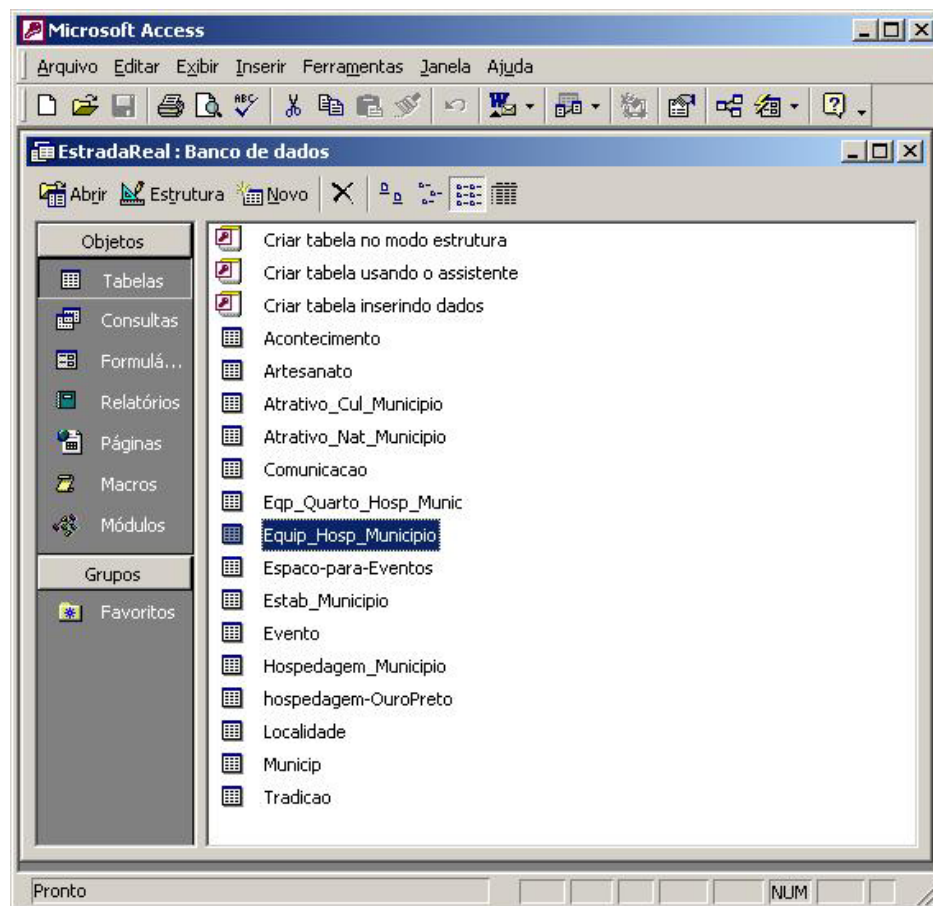 Microsoft Access
Arquivo Editar Exibir Inserir Ferramentas Janela Ajuda
ABC
EstradaReal : Banco de dados
Abrir Estrutura Novo
Objetos
Tabelas
Consultas
Formulá...
Relatórios
Páginas
Macros
Módulos
Grupos
Favoritos
Criar tabela no modo estrutura
Criar tabela usando o assistente
Criar tabela inserindo dados
Acontecimento
Artesanato
Atrativo_Cul_Municipio
Atrativo_Nat_Municipio
Comunicacao
Eqp_Quarto_Hosp_Munic
Equip_Hosp_Municipio
Espaco-para-Eventos
Estab_Municipio
Evento
Hospedagem_Municipio
hospedagem-OuroPreto
Localidade
Municip
Tradicao
Pronto
NUM